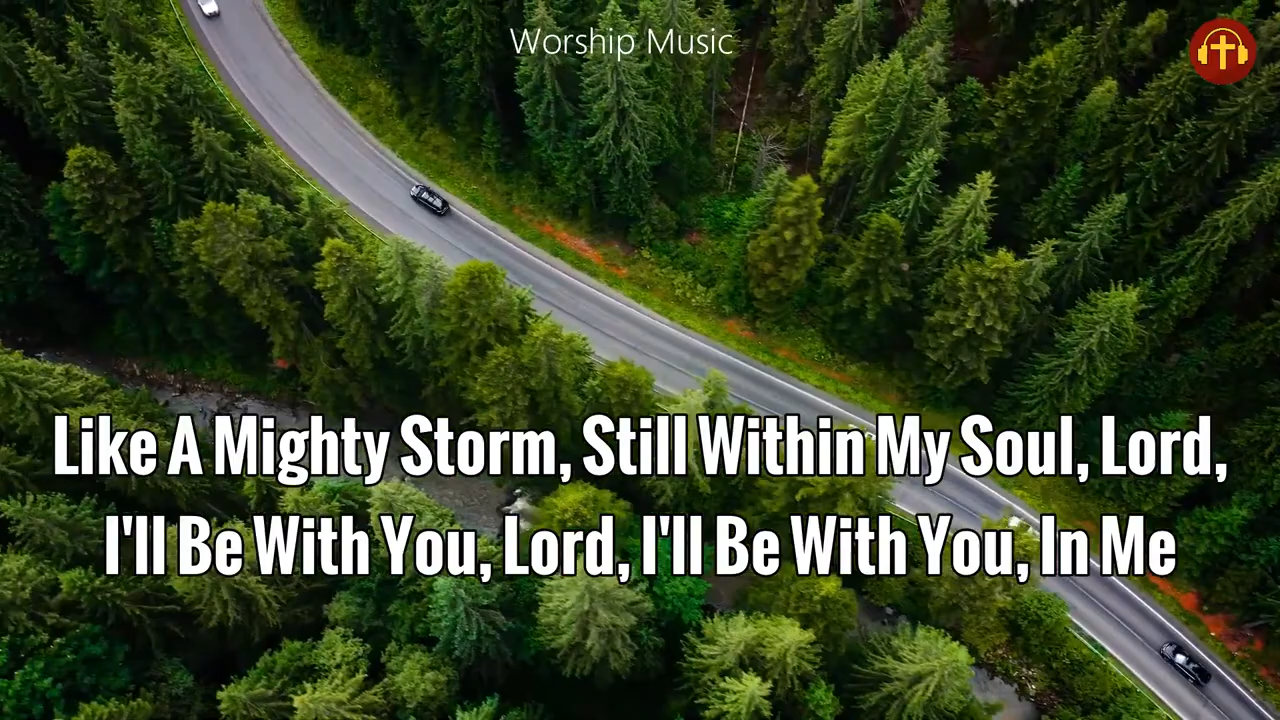 Worship Music
Like A Mighty Storm, Still Within My Soul, Lord,
I'll Be With You, Lord, I'll Be With You, In Me